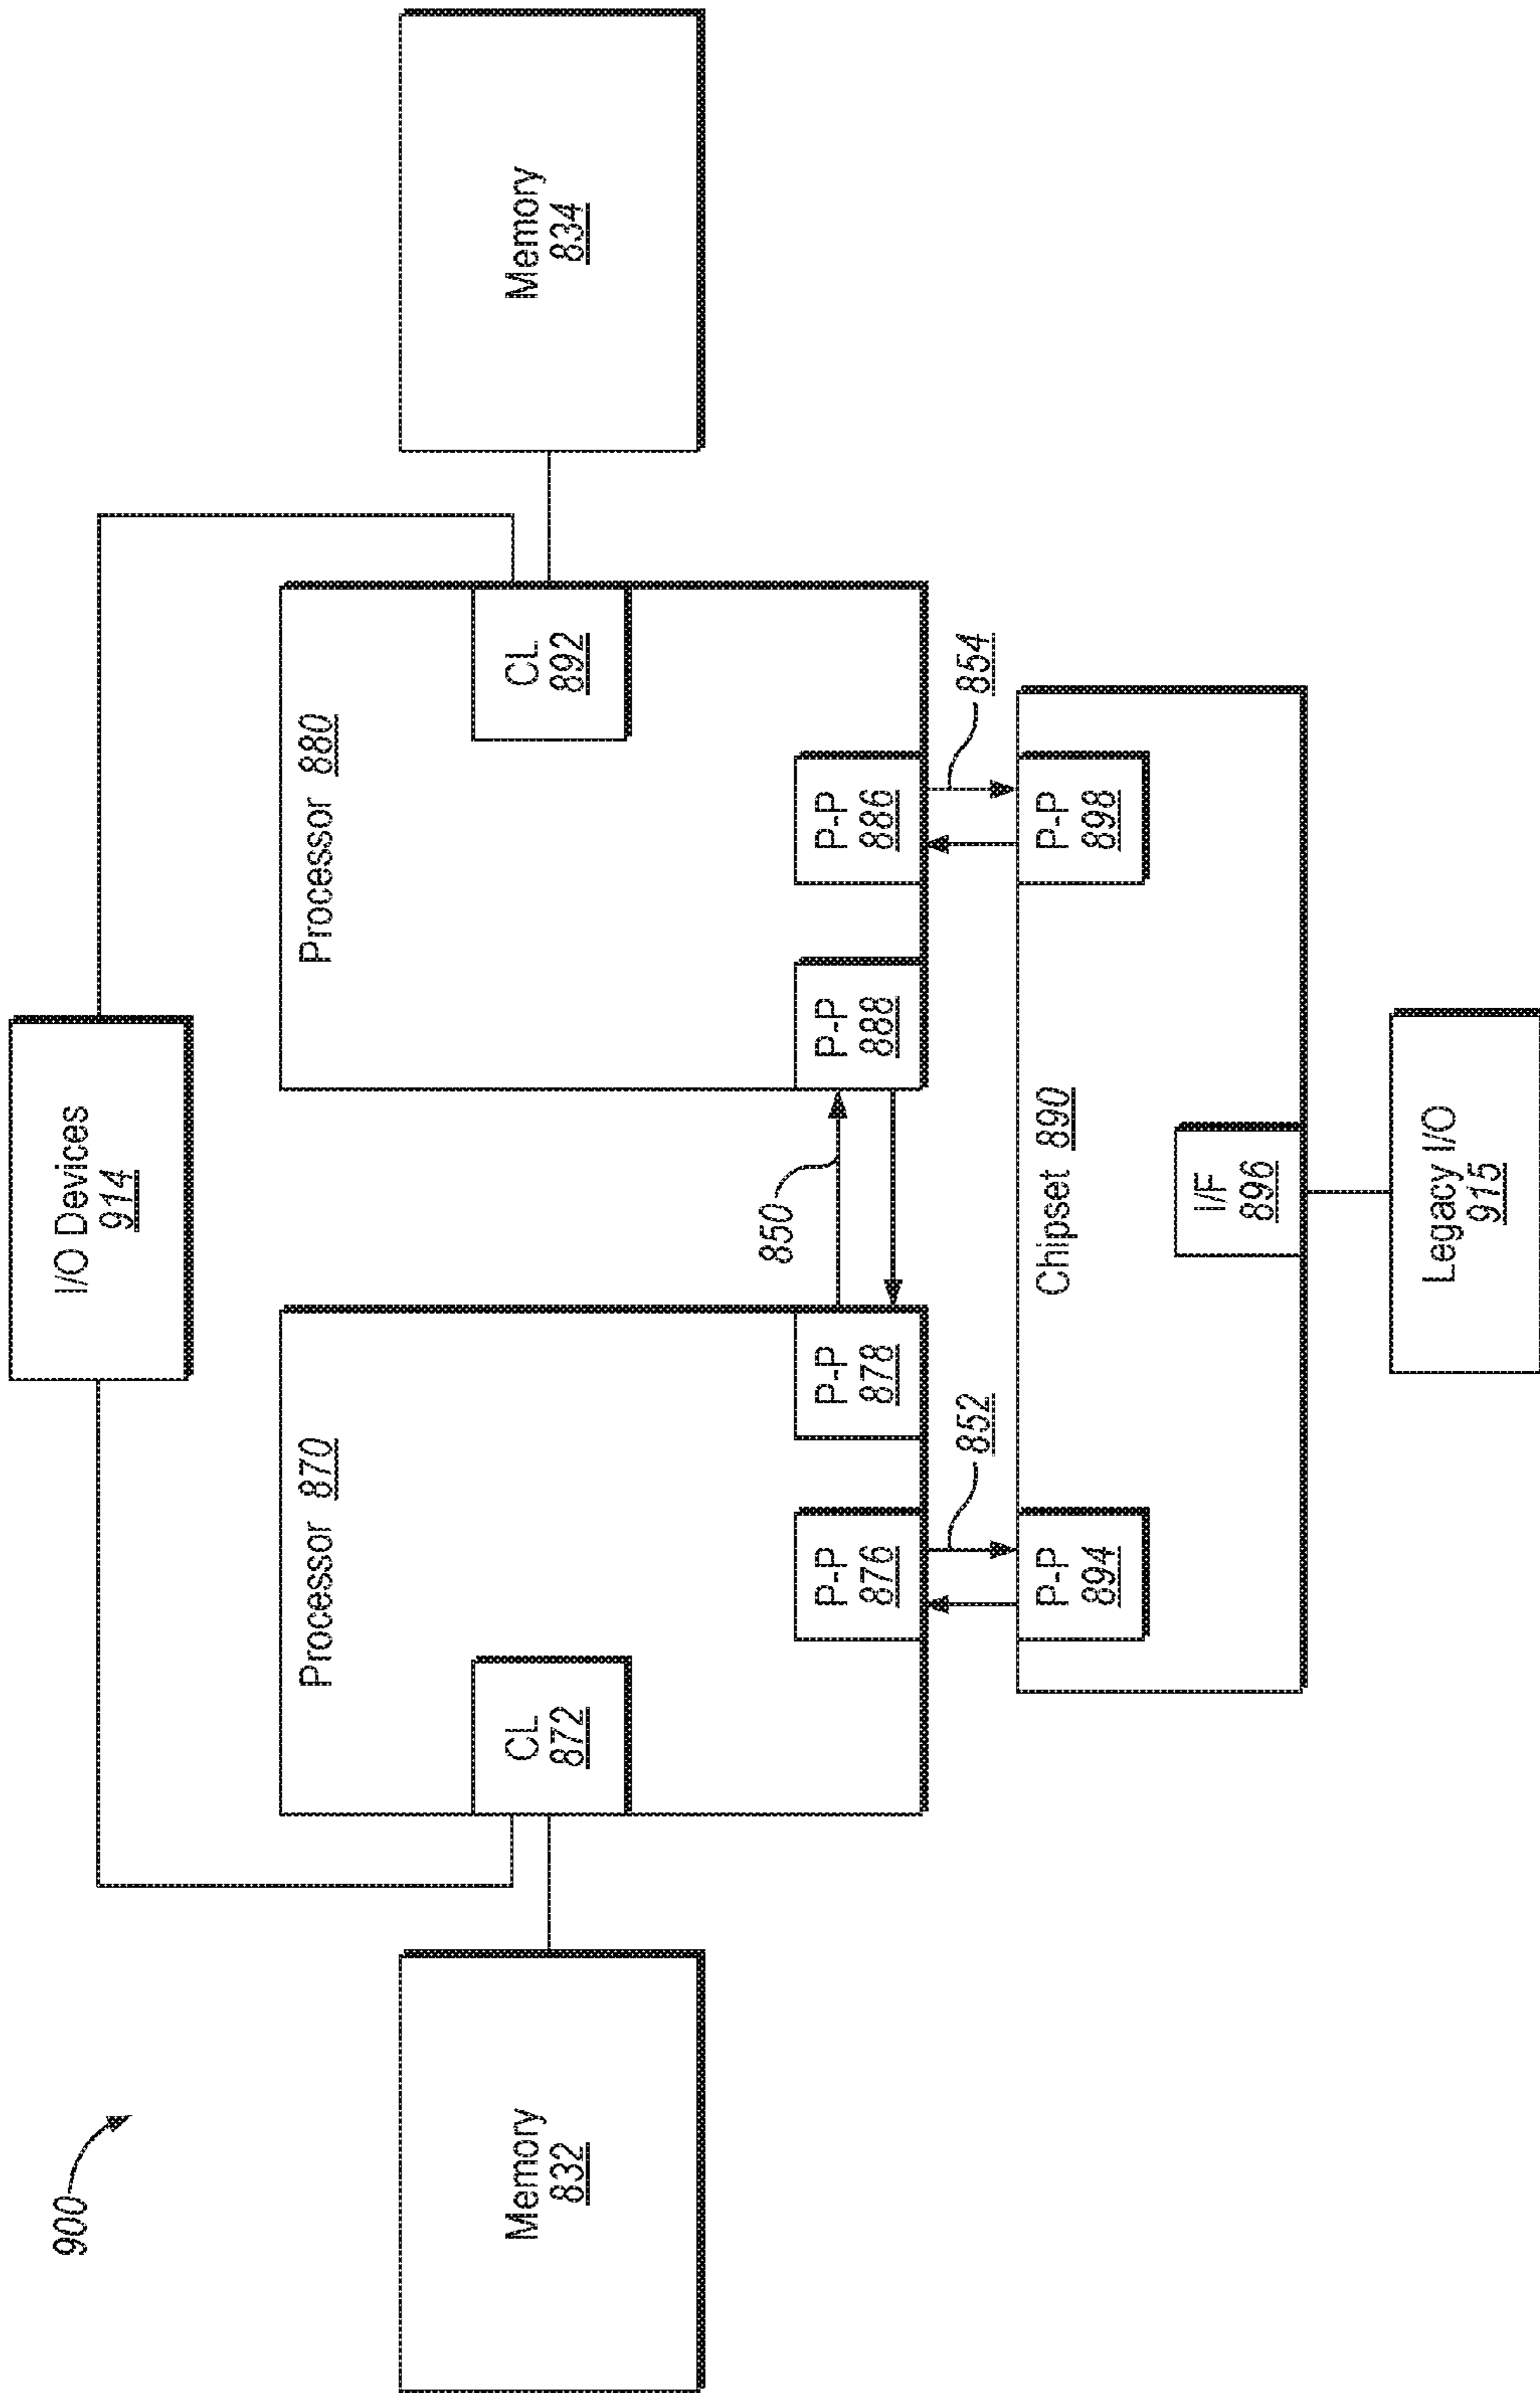 900
I/O Devices
914
Memory
832
Processor 870
CL
872
P-P
876
P-P
878
850
Processor 880
CL
892
P-P
888
P-P
886
Memory
834
852
854
Chipset 890
P-P
894
P-P
898
I/F
896
Legacy I/O
915